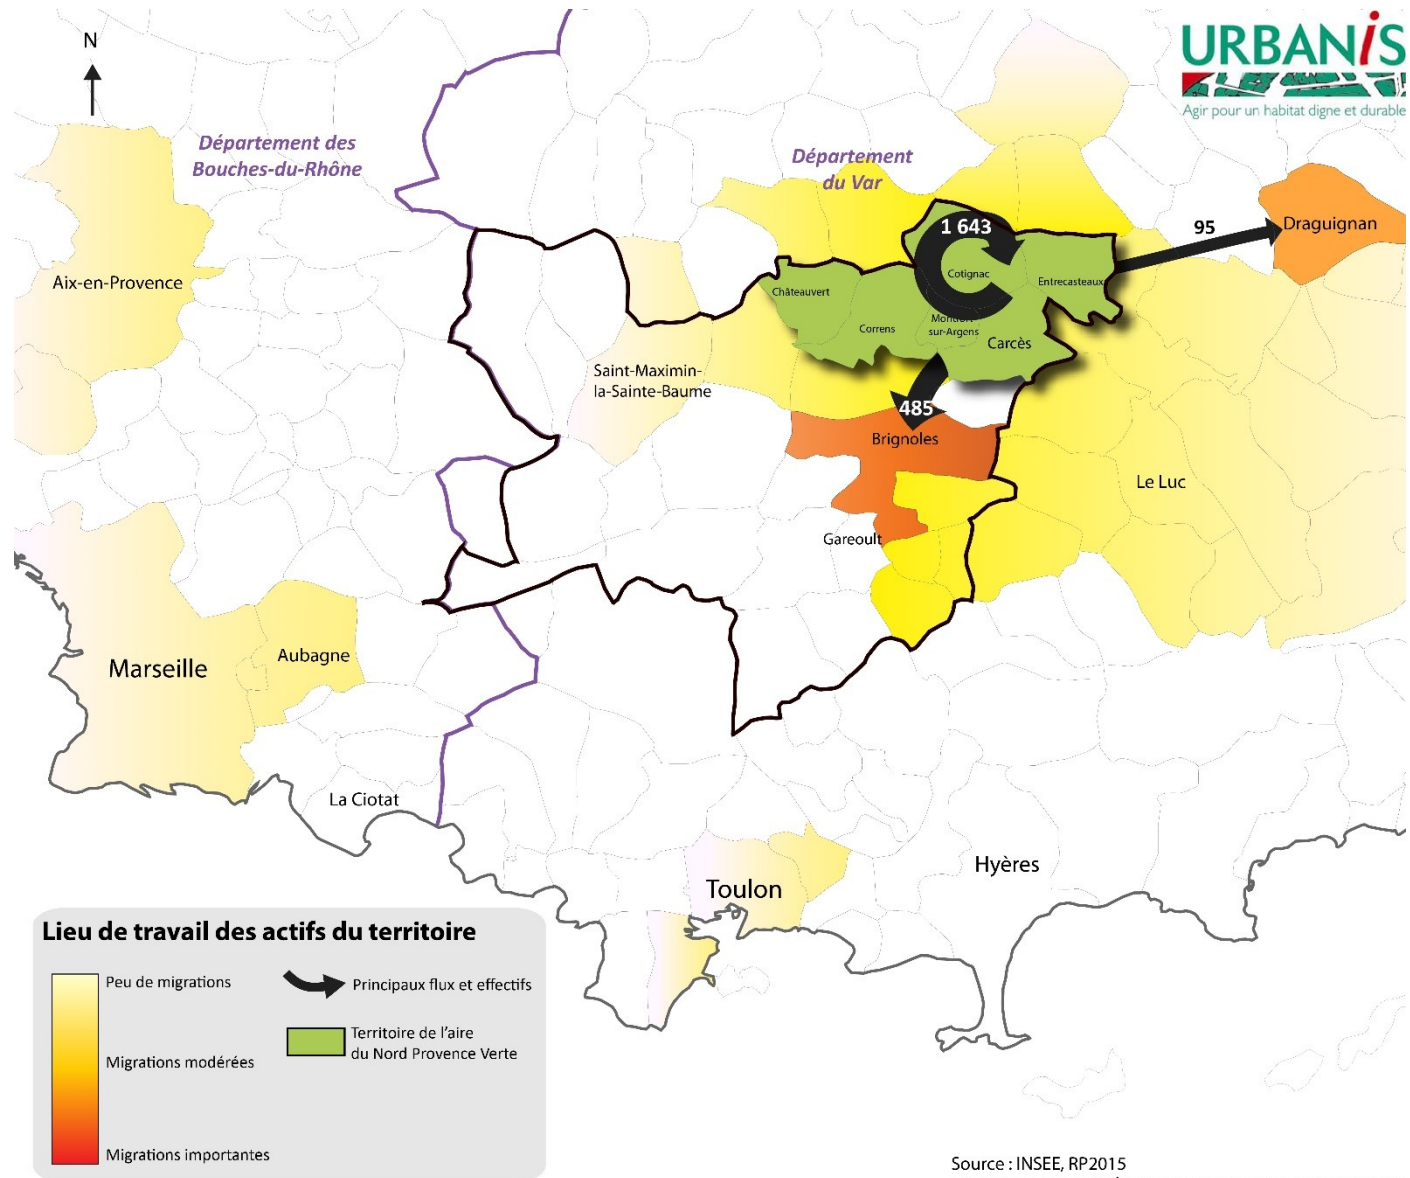 N
URBANiS
Agir pour un habitat digne et durable
Département des
Bouches-du-Rhône
Département
du Var
1 643
95
Draguignan
Aix-en-Provence
Cotignac
Entrecasteaux
Châteauvert
Montfort-
sur-Argens
Correns
Carcès
Saint-Maximin-
la-Sainte-Baume
485
Brignoles
Le Luc
Gareoult
Marseille
Aubagne
La Ciotat
Toulon
Hyères
Lieu de travail des actifs du territoire
Peu de migrations
Migrations modérées
Migrations importantes
Principaux flux et effectifs
Territoire de l'aire
du Nord Provence Verte
Source : INSEE, RP2015